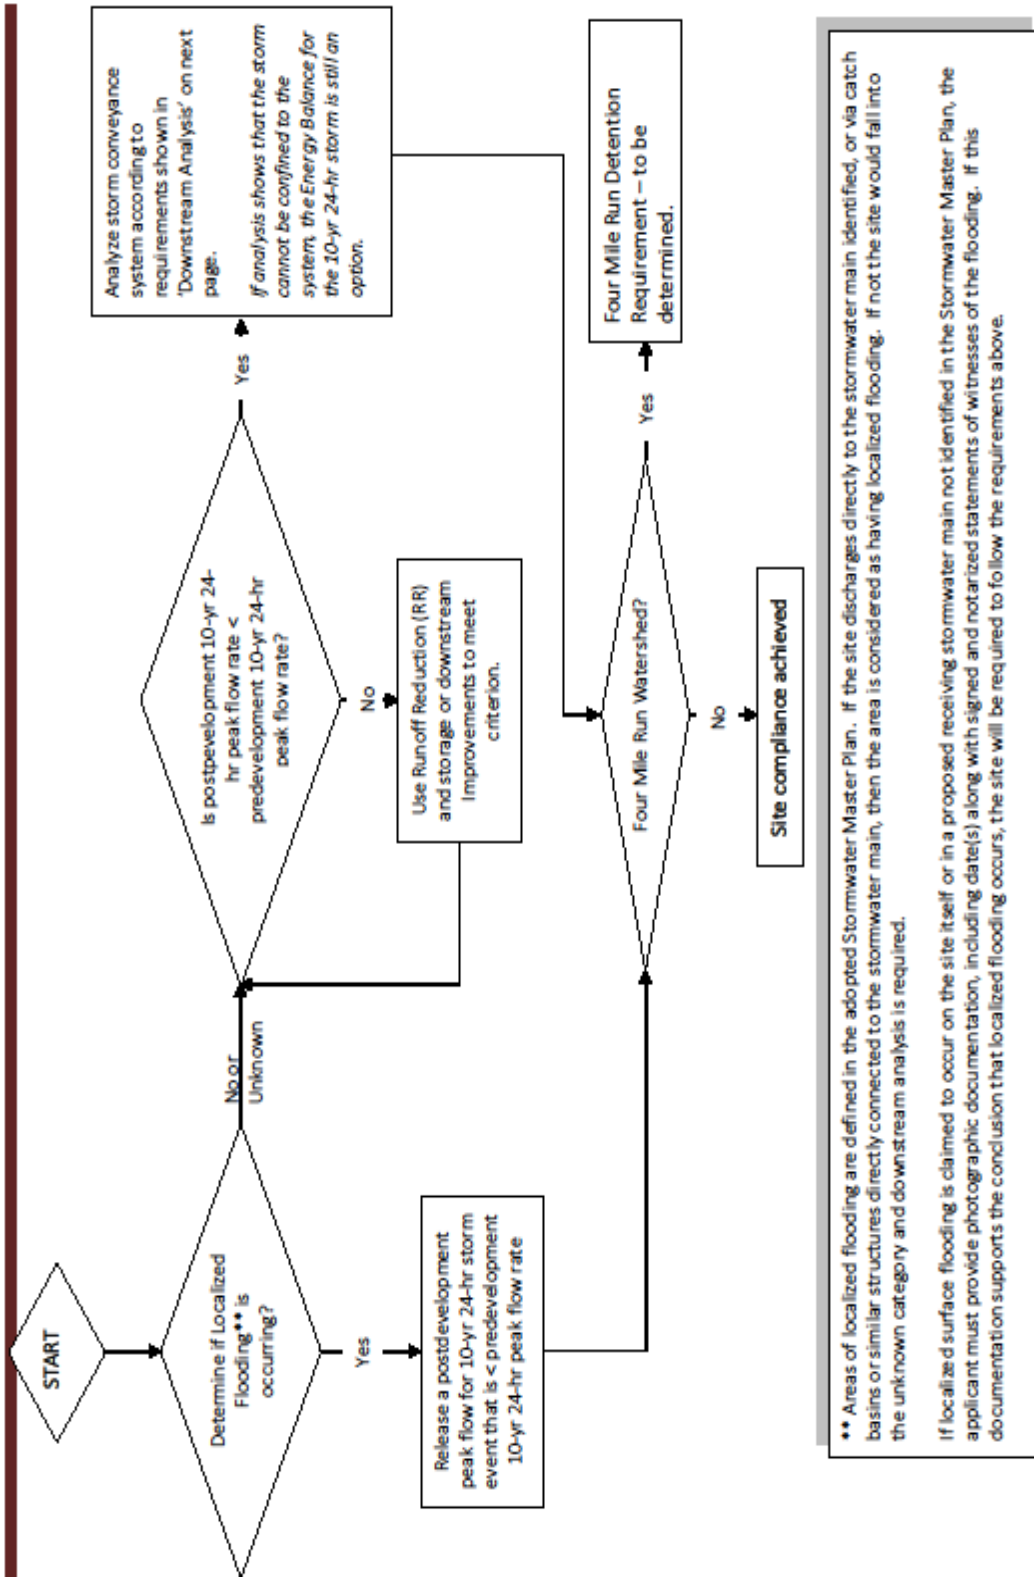 START
Determine if Localized
Flooding** is
occurring?
No or
Unknown
Yes
Is postpevelopment 10-yr 24-
hr peak flow rate <
predevelopment 10-yr 24-hr
peak flow rate?
Yes
No
Analyze storm conveyance
system according to
requirements shown in
'Downstream Analysis' on next
page.
If analysis shows that the storm
cannot be confined to the
system, the Energy Balance for
the 10-yr 24-hr storm is still an
option.
Use Runoff Reduction (RR)
and storage or downstream
Improvements to meet
criterion.
Release a postdevelopment
peak flow for 10-yr 24-hr storm
event that is < predevelopment
10-yr 24-hr peak flow rate
Four Mile Run Watershed?
Yes
No
Four Mile Run Detention
Requirement – to be
determined.
Site compliance achieved
** Areas of localized flooding are defined in the adopted Stormwater Master Plan. If the site discharges directly to the stormwater main identified, or via catch
basins or similar structures directly connected to the stormwater main, then the area is considered as having localized flooding. If not the site would fall into
the unknown category and downstream analysis is required.
If localized surface flooding is claimed to occur on the site itself or in a proposed receiving stormwater main not identified in the Stormwater Master Plan, the
applicant must provide photographic documentation, including date(s) along with signed and notarized statements of witnesses of the flooding. If this
documentation supports the conclusion that localized flooding occurs, the site will be required to follow the requirements above.